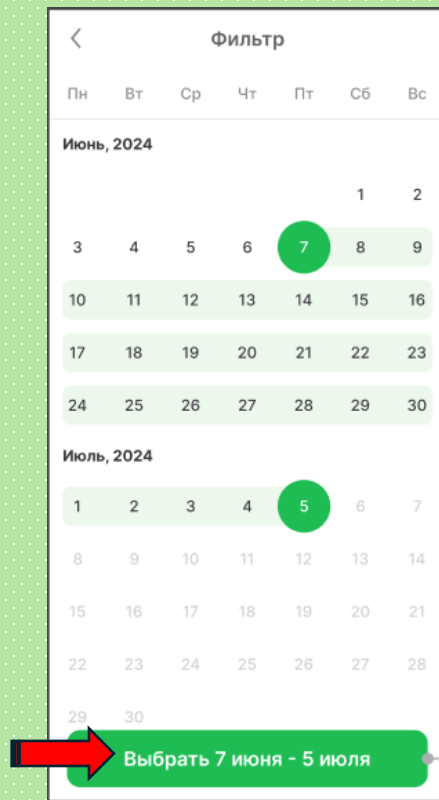 Фильтр
Пн Вт Ср Чт Пт Сб Вс
Июнь, 2024
1 2
3 4 5 6 7 8 9
10 11 12 13 14 15 16
17 18 19 20 21 22 23
24 25 26 27 28 29 30
Июль, 2024
1 2 3 4 5 6 7
8 9 10 11 12 13 14
15 16 17 18 19 20 21
22 23 24 25 26 27 28
29 30
Выбрать 7 июня - 5 июля